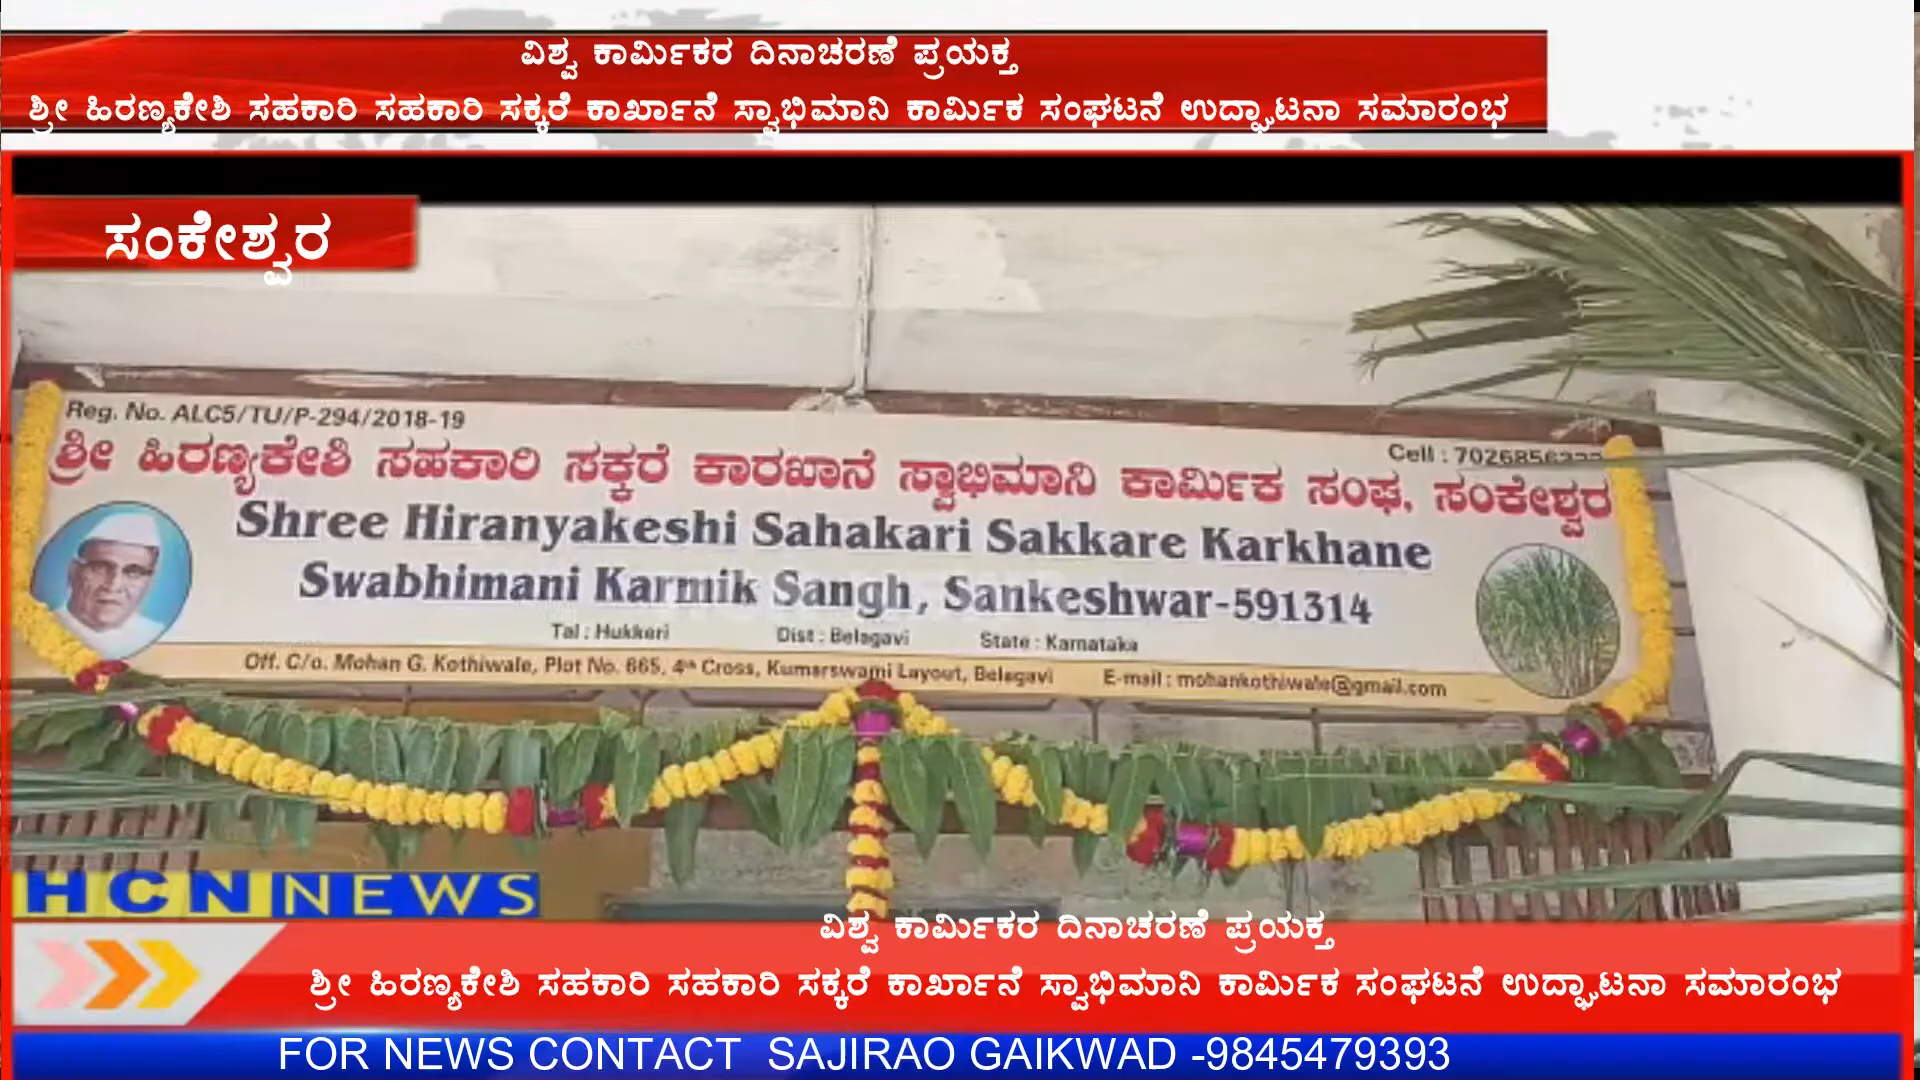 ವಿಶ್ವ ಕಾರ್ಮಿಕರ ದಿನಾಚರಣೆ ಪ್ರಯಕ್ತ
ಶ್ರೀ ಹಿರಣ್ಯಕೇಶಿ ಸಹಕಾರಿ ಸಹಕಾರಿ ಸಕ್ಕರೆ ಕಾರ್ಖಾನೆ ಸ್ವಾಭಿಮಾನಿ ಕಾರ್ಮಿಕ ಸಂಘಟನೆ ಉದ್ಘಾಟನಾ ಸಮಾರಂಭ
ಸಂಕೇಶ್ವರ
Reg. No. ALC5/TU/P-294/2018-19
Cell :
ಶ್ರೀ ಹಿರಣ್ಯಕೇಶಿ ಸಹಕಾರಿ ಸಕ್ಕರೆ ಕಾರಖಾನೆ ಸ್ವಾಭಿಮಾನಿ ಕಾರ್ಮಿಕ ಸಂಘ, ಸಂಕೇಶ್ವರ
Shree Hiranyakeshi Sahakari Sakkare Karkhane
Swabhimani Karmik Sangh, Sankeshwar-591314
Tal : Hukkeri Dist : Belagavi State : Karnataka
Off. C/o. Mohan G. Kothiwale, Plot No. 665, 4th Cross, Kumarswami Layout, Belagavi E-mail : mohankothiwale@gmail.com
HCN NEWS
ವಿಶ್ವ ಕಾರ್ಮಿಕರ ದಿನಾಚರಣೆ ಪ್ರಯಕ್ತ
ಶ್ರೀ ಹಿರಣ್ಯಕೇಶಿ ಸಹಕಾರಿ ಸಹಕಾರಿ ಸಕ್ಕರೆ ಕಾರ್ಖಾನೆ ಸ್ವಾಭಿಮಾನಿ ಕಾರ್ಮಿಕ ಸಂಘಟನೆ ಉದ್ಘಾಟನಾ ಸಮಾರಂಭ
FOR NEWS CONTACT SAJIRAO GAIKWAD -9845479393